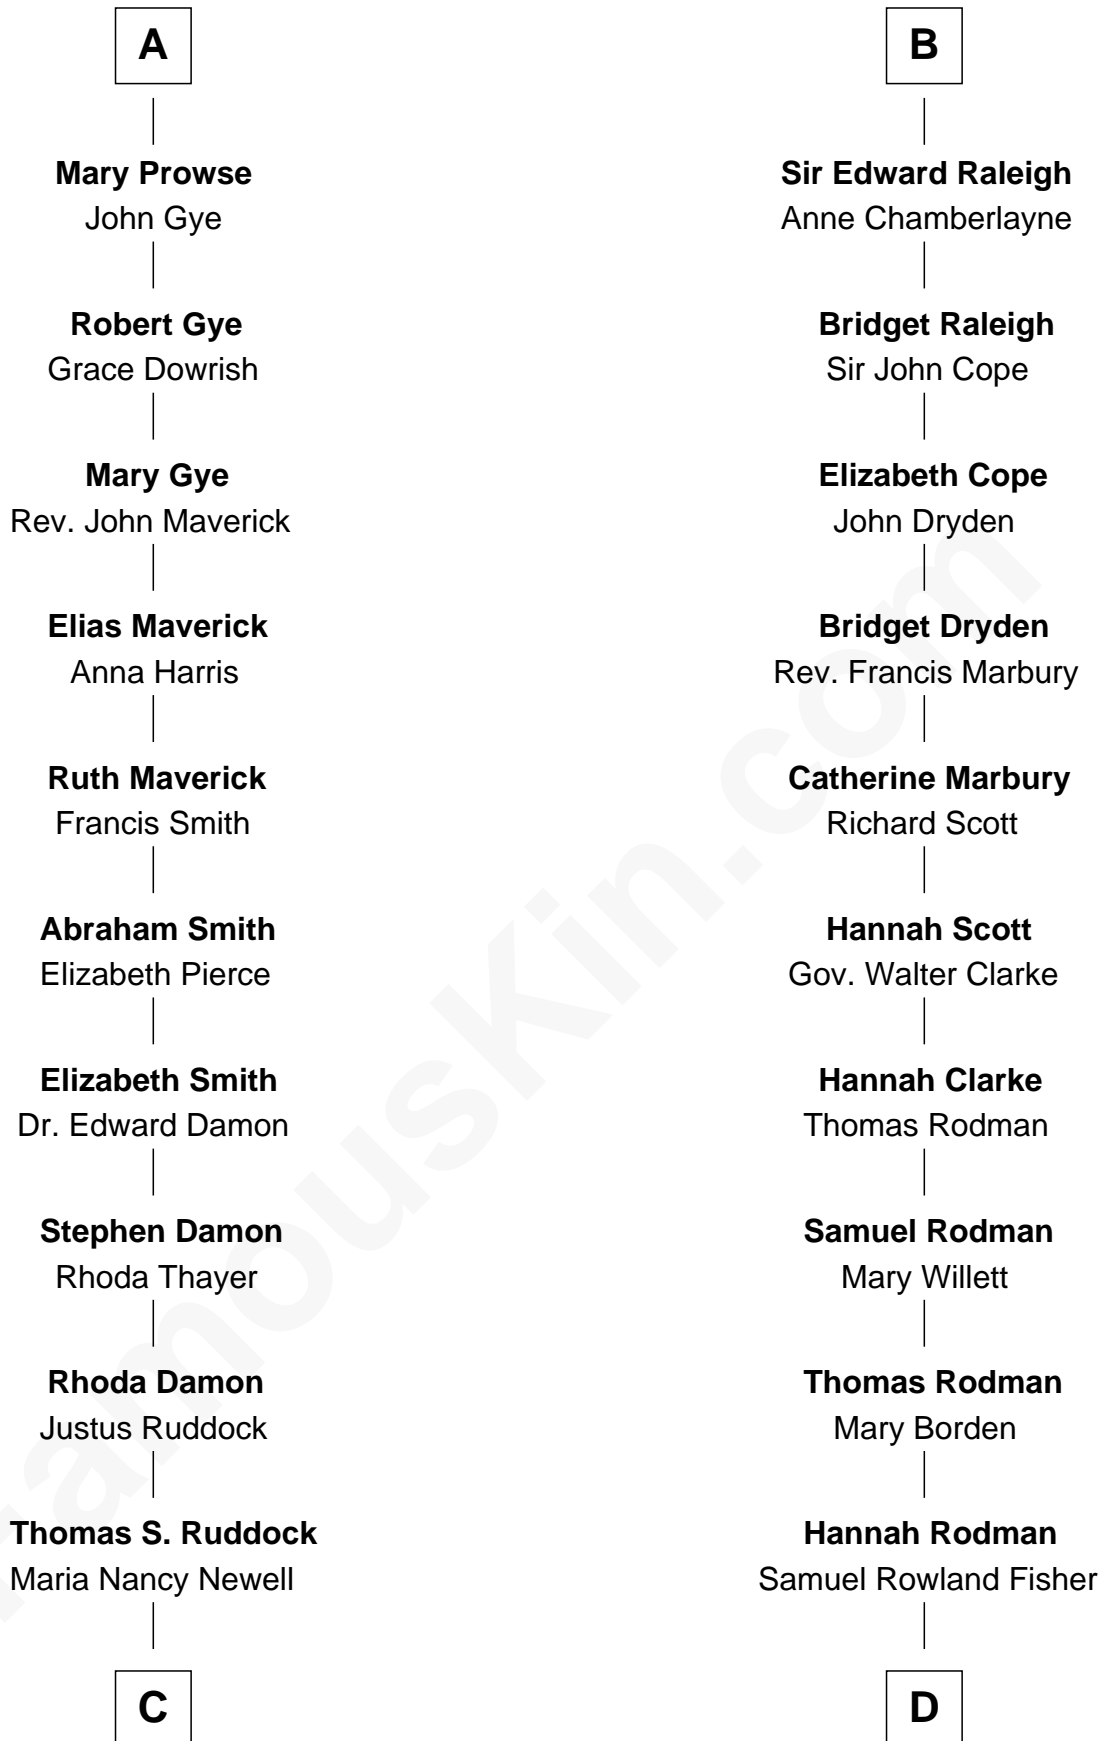 A
Mary Prowse
John Gye
Robert Gye
Grace Dowrish
Mary Gye
Rev. John Maverick
Elias Maverick
Anna Harris
Ruth Maverick
Francis Smith
Abraham Smith
Elizabeth Pierce
Elizabeth Smith
Dr. Edward Damon
Stephen Damon
Rhoda Thayer
Rhoda Damon
Justus Ruddock
Thomas S. Ruddock
Maria Nancy Newell
C
B
Sir Edward Raleigh
Anne Chamberlayne
Bridget Raleigh
Sir John Cope
Elizabeth Cope
John Dryden
Bridget Dryden
Rev. Francis Marbury
Catherine Marbury
Richard Scott
Hannah Scott
Gov. Walter Clarke
Hannah Clarke
Thomas Rodman
Samuel Rodman
Mary Willett
Thomas Rodman
Mary Borden
Hannah Rodman
Samuel Rowland Fisher
D
FamousKin.com